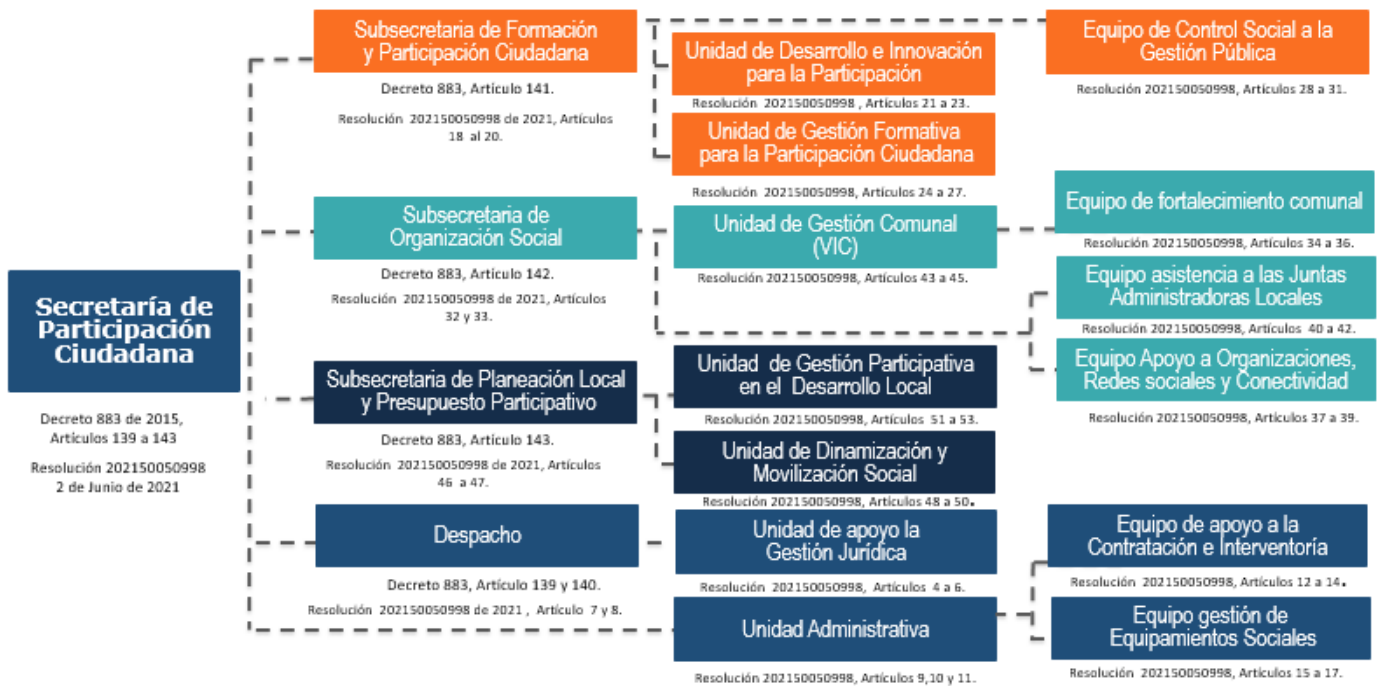 Secretaría de
Participación
Ciudadana
Decreto 883 de 2015,
Artículos 139 a 143
Resolución 202150050998
2 de Junio de 2021
Subsecretaria de Formación
y Participación Ciudadana
Decreto 883, Artículo 141.
Resolución 202150050998 de 2021, Artículos
18 al 20.
Unidad de Desarrollo e Innovación
para la Participación
Resolución 202150050998 , Artículos 21 a 23.
Unidad de Gestión Formativa
para la Participación Ciudadana
Resolución 202150050998, Artículos 24 a 27.
Equipo de Control Social a la
Gestión Pública
Resolución 202150050998, Artículos 28 a 31.
Subsecretaria de
Organización Social
Decreto 883, Artículo 142.
Resolución 202150050998 de 2021, Artículos
32 y 33.
Unidad de Gestión Comunal
(VIC)
Resolución 202150050998, Artículos 43 a 45.
Equipo de fortalecimiento comunal
Resolución 202150050998, Artículos 34 a 36.
Equipo asistencia a las Juntas
Administradoras Locales
Resolución 202150050998, Artículos 40 a 42.
Equipo Apoyo a Organizaciones,
Redes sociales y Conectividad
Resolución 202150050998, Artículos 37 a 39.
Subsecretaria de Planeación Local
y Presupuesto Participativo
Decreto 883, Artículo 143.
Resolución 202150050998 de 2021, Artículos
46 a 47.
Unidad de Gestión Participativa
en el Desarrollo Local
Resolución 202150050998, Artículos 51 a 53.
Unidad de Dinamización y
Movilización Social
Resolución 202150050998, Artículos 48 a 50.
Despacho
Decreto 883, Artículo 139 y 140.
Resolución 202150050998 de 2021 , Artículo 7 y 8.
Unidad de apoyo la
Gestión Jurídica
Resolución 202150050998, Artículos 4 a 6.
Unidad Administrativa
Resolución 202150050998, Artículos 9,10 y 11.
Equipo de apoyo a la
Contratación e Interventoría
Resolución 202150050998, Artículos 12 a 14.
Equipo gestión de
Equipamientos Sociales
Resolución 202150050998, Artículos 15 a 17.